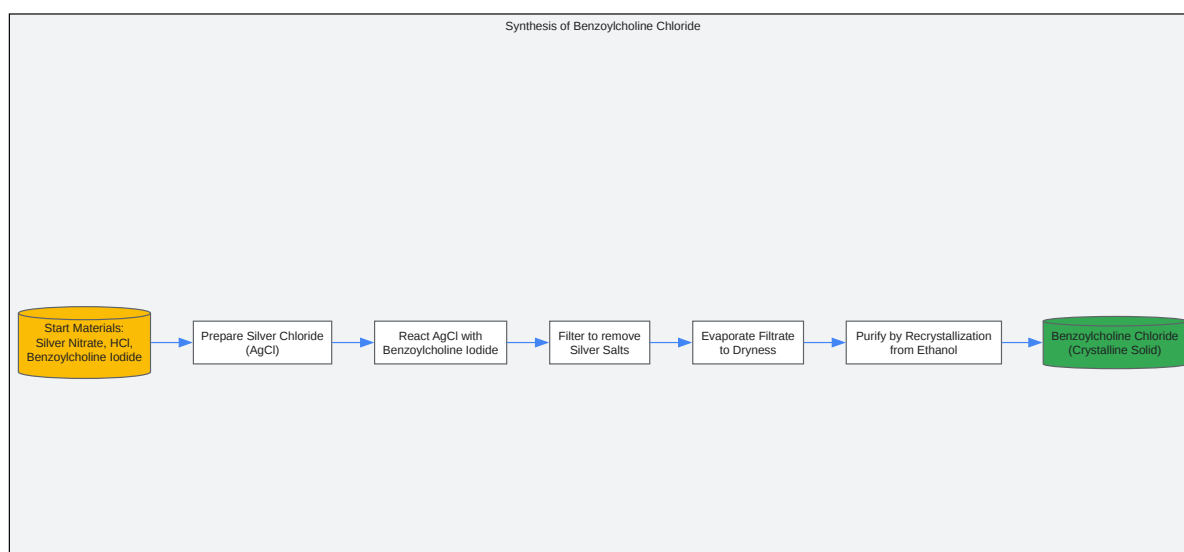 Synthesis of Benzoylcholine Chloride
Start Materials:
Silver Nitrate, HCl,
Benzoylcholine Iodide
Prepare Silver Chloride
(AgCl)
React AgCl with
Benzoylcholine Iodide
Filter to remove
Silver Salts
Evaporate Filtrate
to Dryness
Purify by Recrystallization
from Ethanol
Benzoylcholine Chloride
(Crystalline Solid)